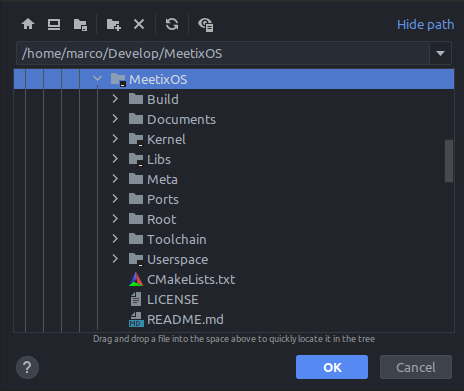 Hide path
/home/marco/Develop/MeetixOS
MeetixOS
Build
Documents
Kernel
Libs
Meta
Ports
Root
Toolchain
Userspace
CMakeLists.txt
LICENSE
MD README.md
Drag and drop a file into the space above to quickly locate it in the tree
? OK Cancel